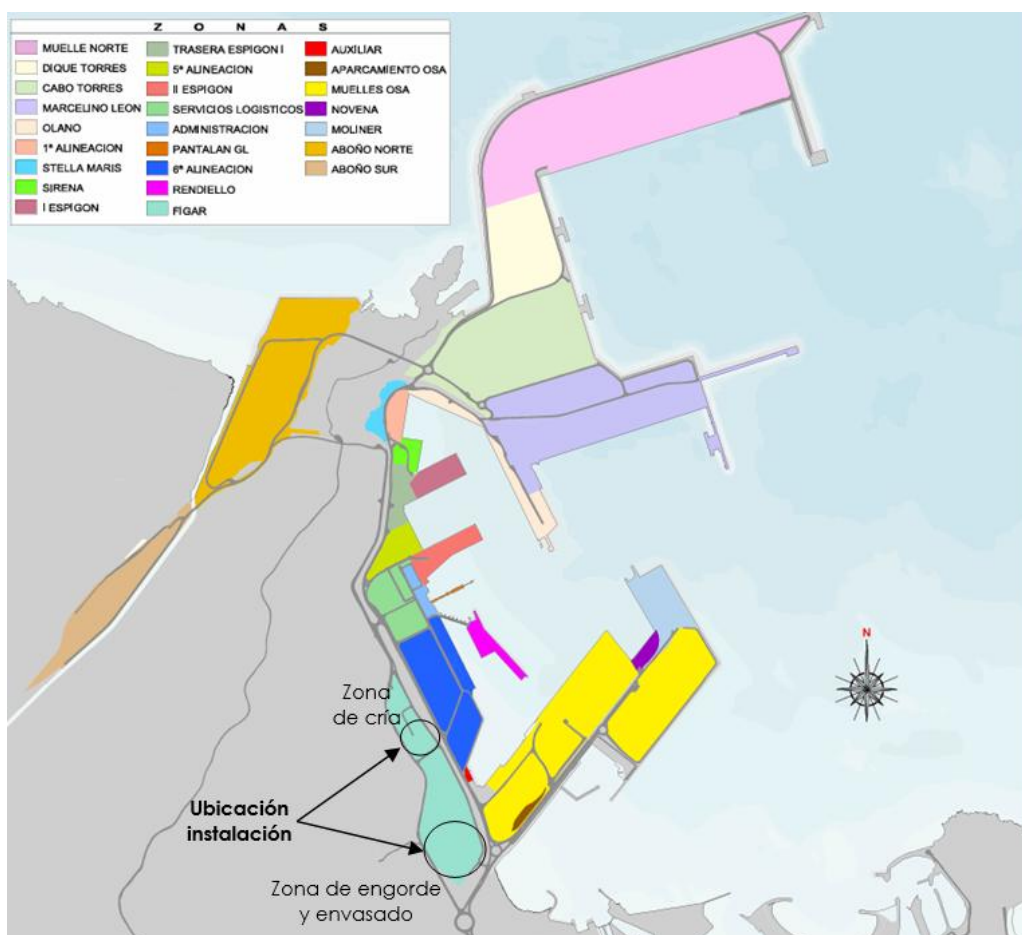 Z O N A S
MUELLE NORTE
DIQUE TORRES
CABO TORRES
MARCELINO LEON
OLANO
1ª ALINEACION
STELLA MARIS
SIRENA
I ESPIGON
TRASERA ESPIGON I
5ª ALINEACION
II ESPIGON
SERVICIOS LOGISTICOS
ADMINISTRACION
PANTALAN GL
6ª ALINEACION
RENDIELLO
FIGAR
AUXILIAR
APARCAMIENTO OSA
MUELLES OSA
NOVENA
MOLINER
ABOÑO NORTE
ABOÑO SUR
N
Zona
de cría
Ubicación
instalación
Zona de engorde
y envasado